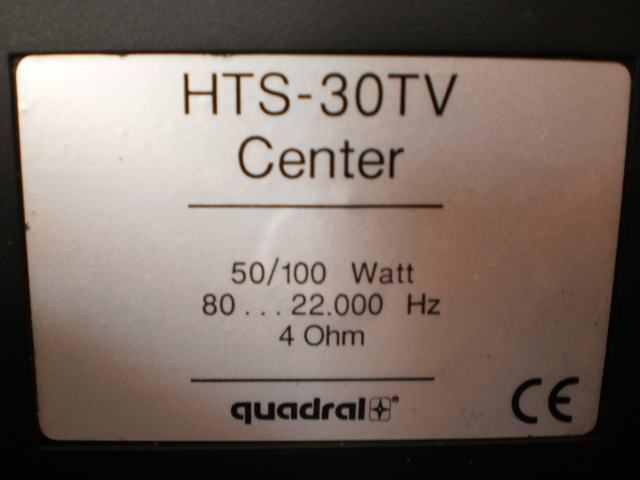 HTS-30TV
Center
50/100 Watt
80 . . . 22.000 Hz
4 Ohm
quadral®
CE